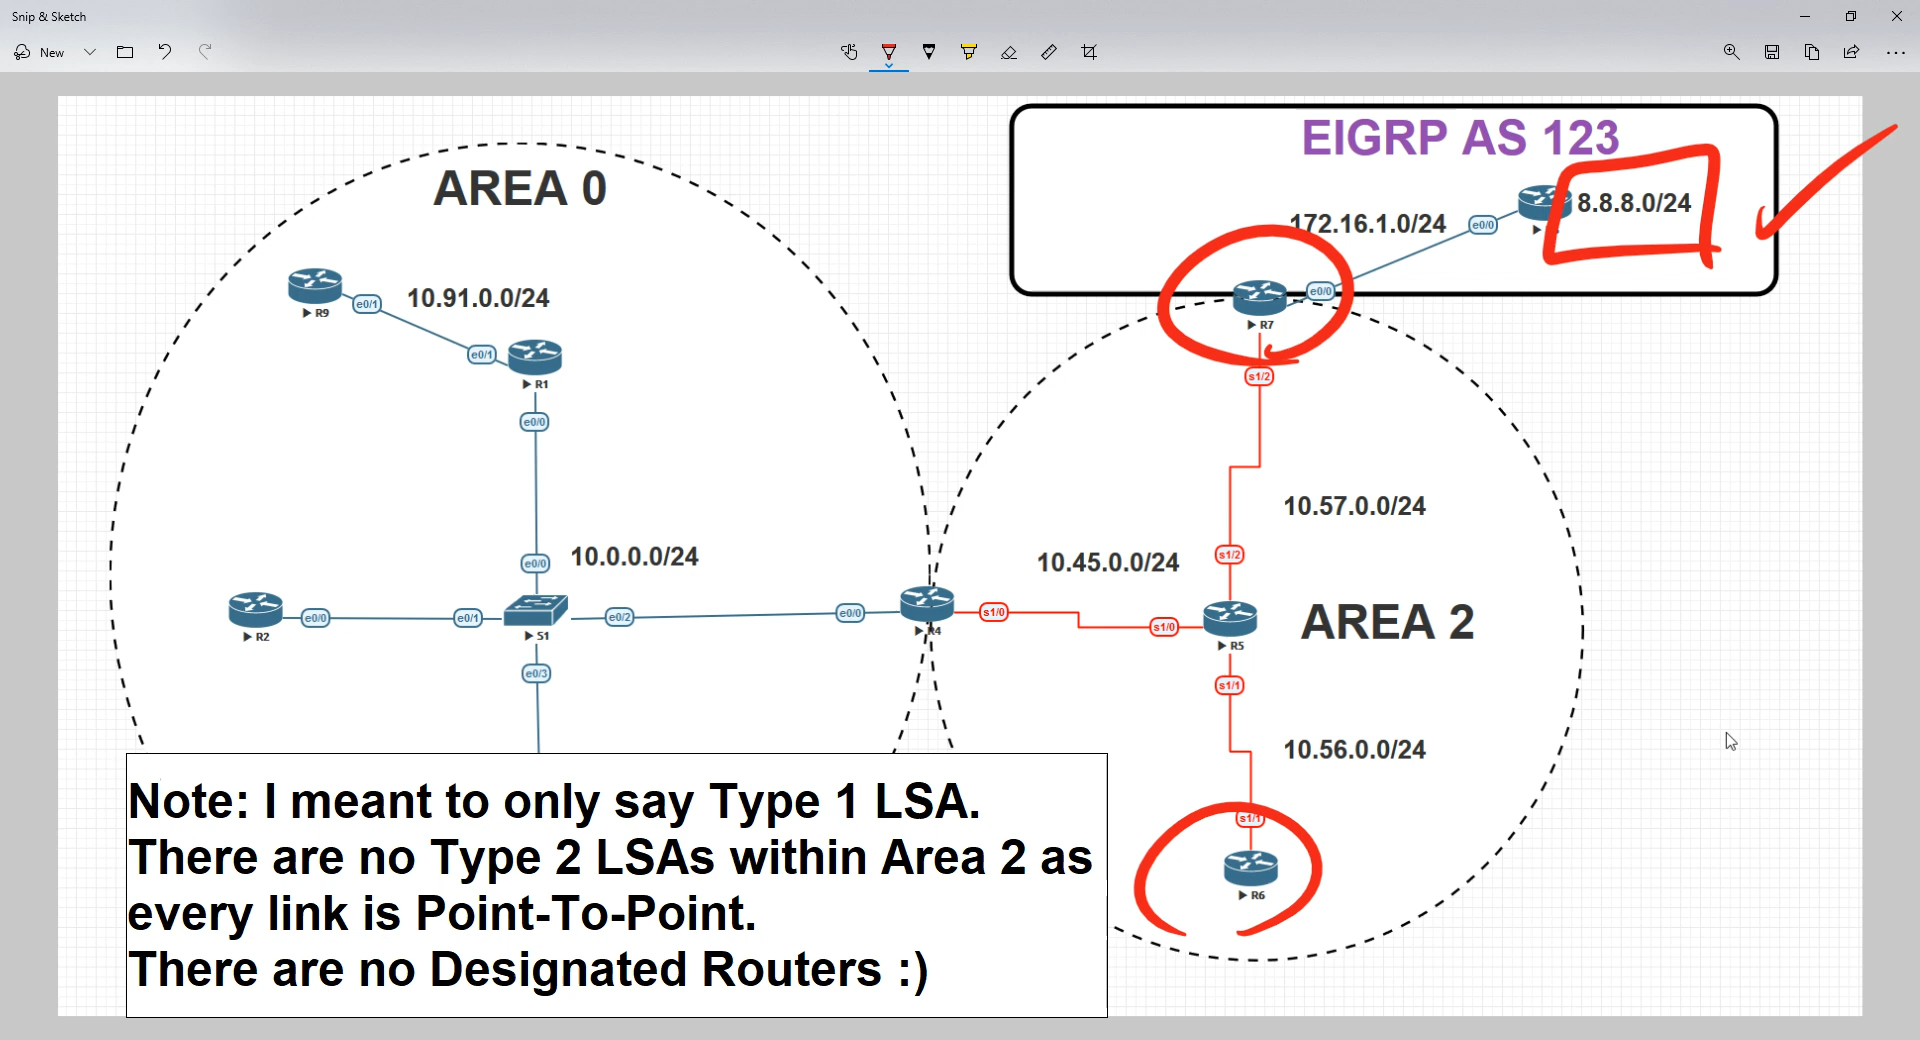 Snip & Sketch
New
EIGRP AS 123
AREA 0
8.8.8.0/24
172.16.1.0/24
e0/0
e0/0
R7
s1/2
10.91.0.0/24
e0/1
R9
e0/1
R1
e0/0
10.57.0.0/24
s1/2
10.0.0.0/24
e0/0
10.45.0.0/24
R2
e0/0
e0/1
S1
e0/2
e0/0
R4
s1/0
s1/0
R5
AREA 2
e0/3
s1/1
10.56.0.0/24
s1/1
R6
Note: I meant to only say Type 1 LSA.
There are no Type 2 LSAs within Area 2 as
every link is Point-To-Point.
There are no Designated Routers :)